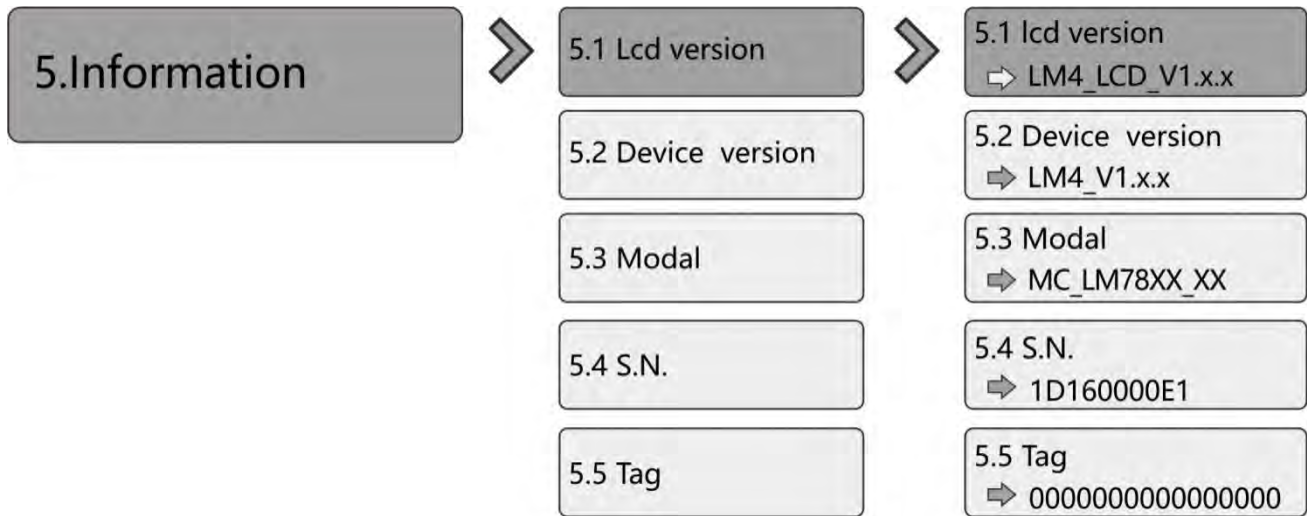 5.Information
5.1 Lcd version
5.2 Device version
5.3 Modal
5.4 S.N.
5.5 Tag
5.1 lcd version
LM4_LCD_V1.x.x
5.2 Device version
LM4_V1.x.x
5.3 Modal
MC_LM78XX_XX
5.4 S.N.
1D160000E1
5.5 Tag
0000000000000000